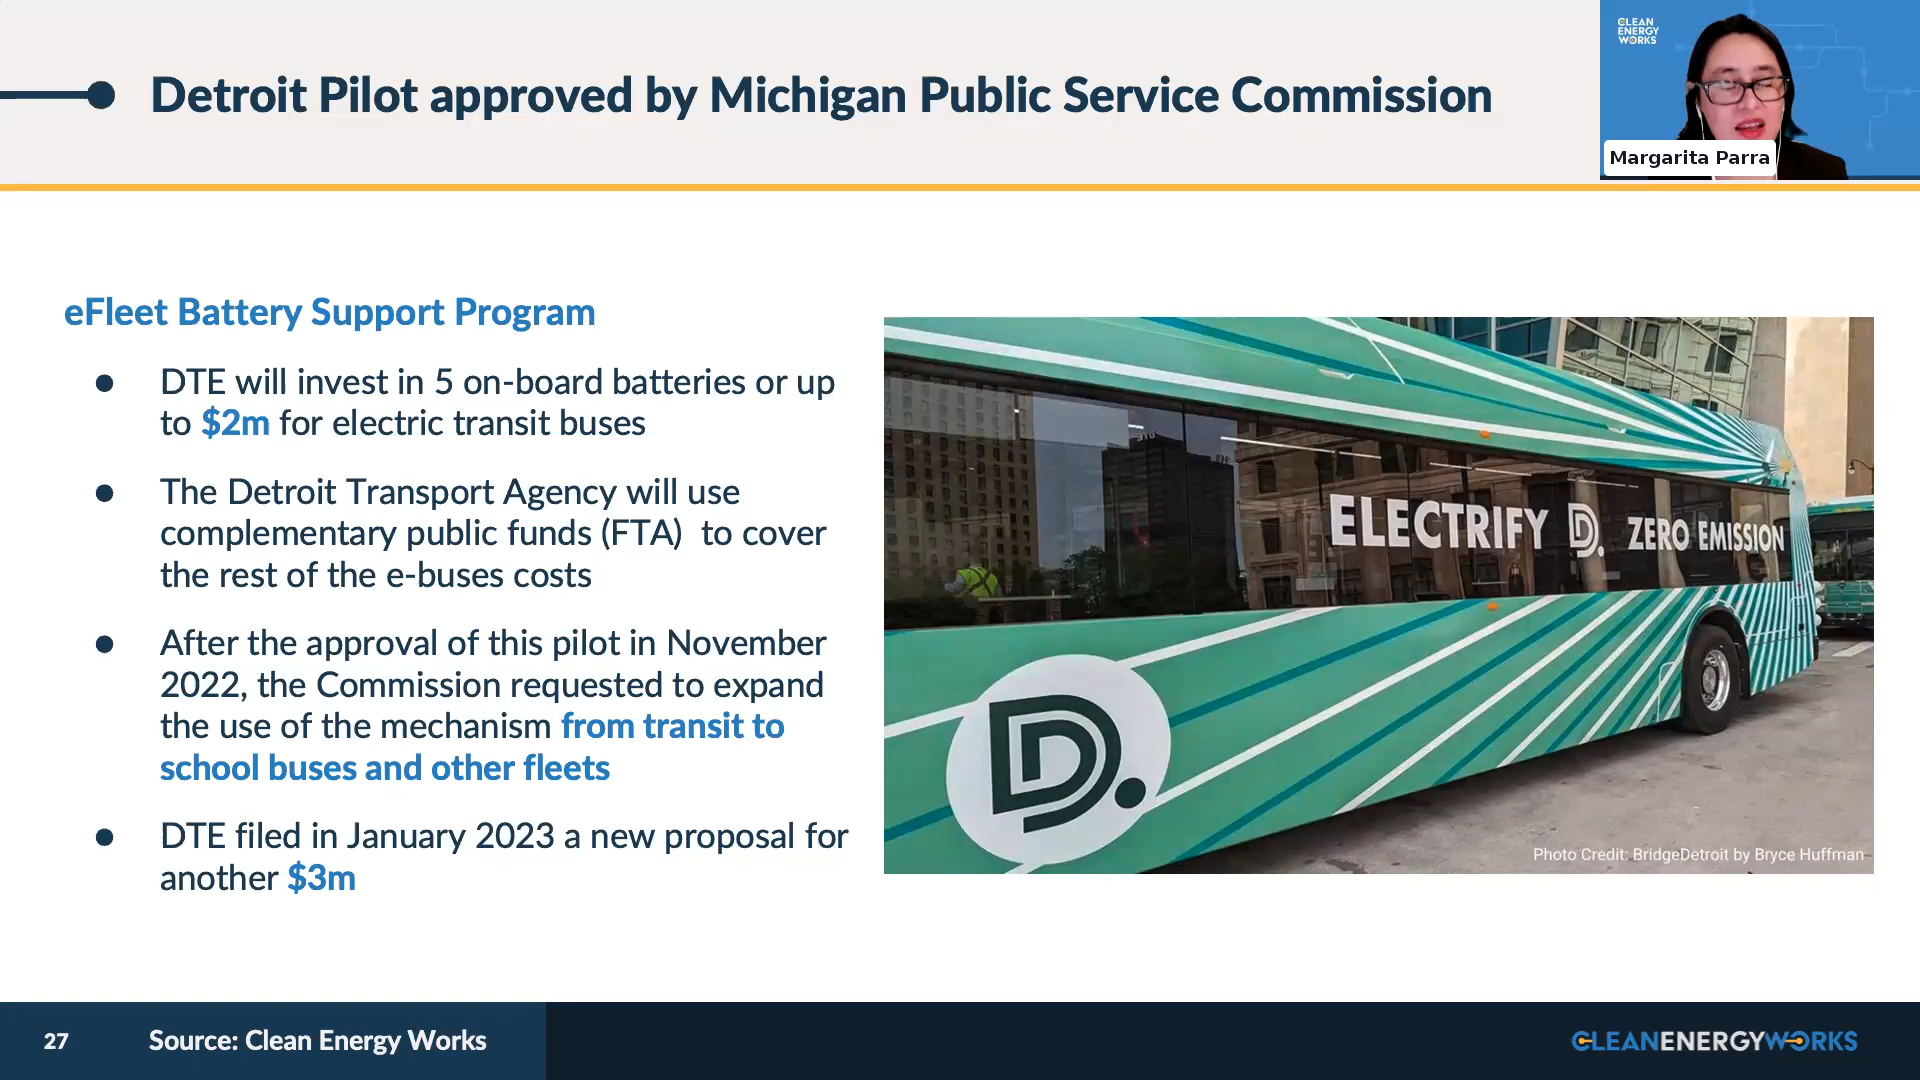 Detroit Pilot approved by Michigan Public Service Commission
CLEAN
ENERGY
WORKS
Margarita Parra
eFleet Battery Support Program
● DTE will invest in 5 on-board batteries or up
to $2m for electric transit buses
● The Detroit Transport Agency will use
complementary public funds (FTA)  to cover
the rest of the e-buses costs
● After the approval of this pilot in November
2022, the Commission requested to expand
the use of the mechanism from transit to
school buses and other fleets
● DTE filed in January 2023 a new proposal for
another $3m
ELECTRIFY D. ZERO EMISSION
D.
Photo Credit: BridgeDetroit by Bryce Huffman
27
Source: Clean Energy Works
CLEANENERGYWORKS